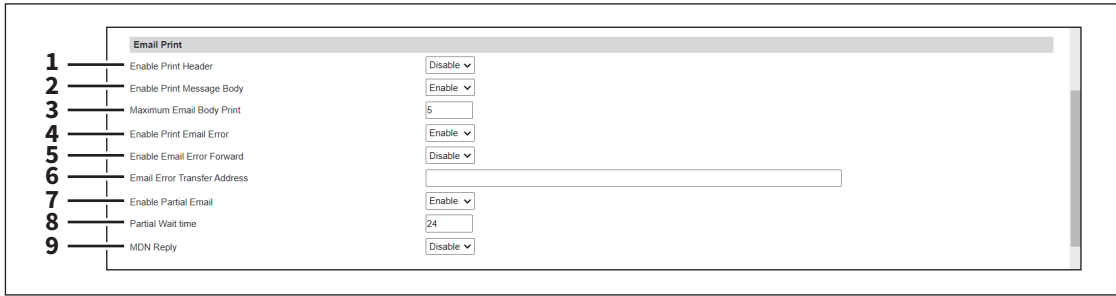 Email Print
1 Enable Print Header Disable
2 Enable Print Message Body Enable
3 Maximum Email Body Print 5
4 Enable Print Email Error Enable
5 Enable Email Error Forward Disable
6 Email Error Transfer Address
7 Enable Partial Email Enable
8 Partial Wait time 24
9 MDN Reply Disable